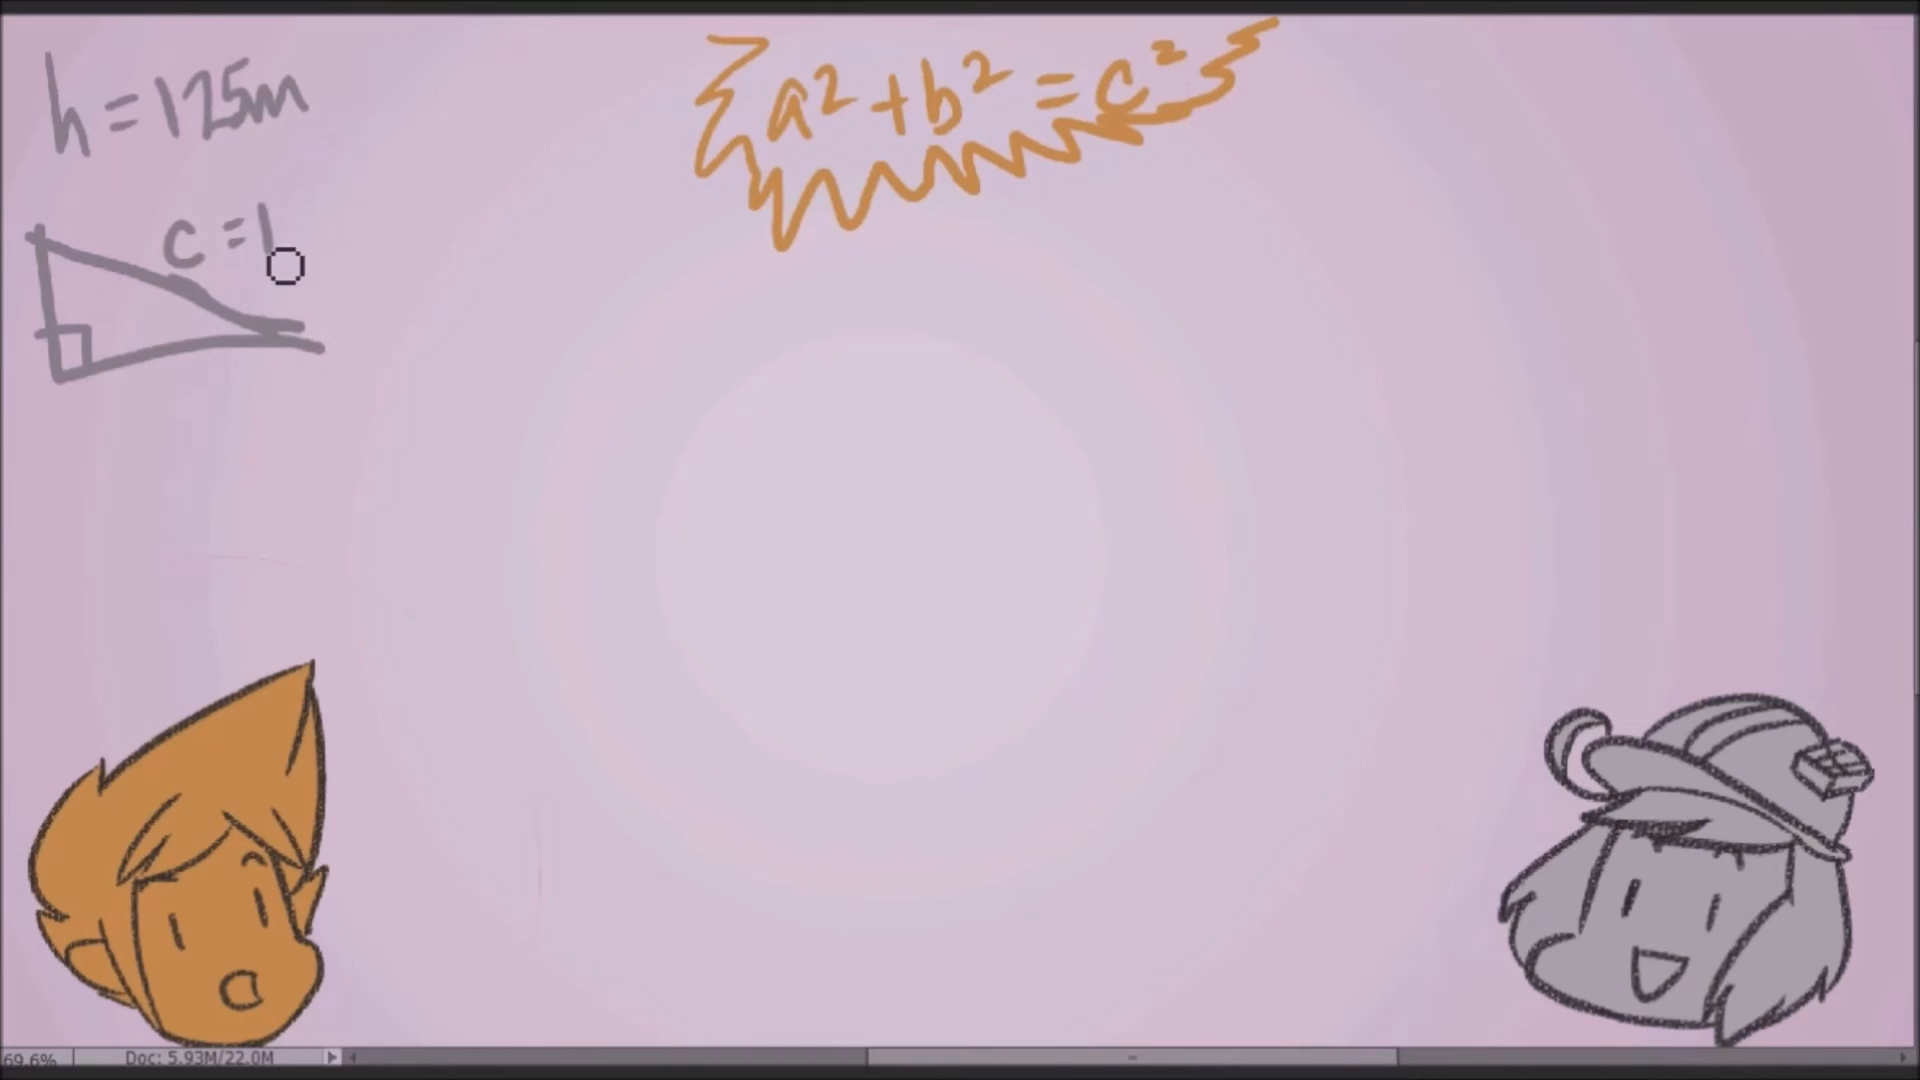 h = 125m
a² + b² = c²
c = 1
69.6% Doc: 5.93M/22.0M